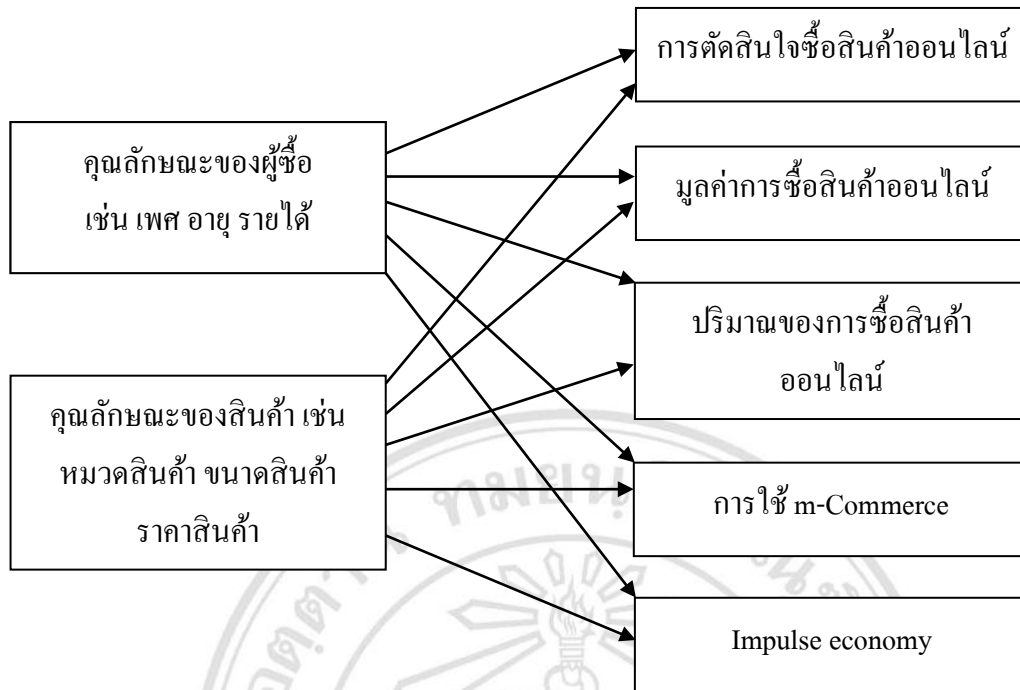 การตัดสินใจซื้อสินค้าออนไลน์
คุณลักษณะของผู้ซื้อ
เช่น เพศ อายุ รายได้
มูลค่าการซื้อสินค้าออนไลน์
ปริมาณของการซื้อสินค้า
ออนไลน์
คุณลักษณะของสินค้า เช่น
หมวดสินค้า ขนาดสินค้า
ราคาสินค้า
การใช้ m-Commerce
Impulse economy